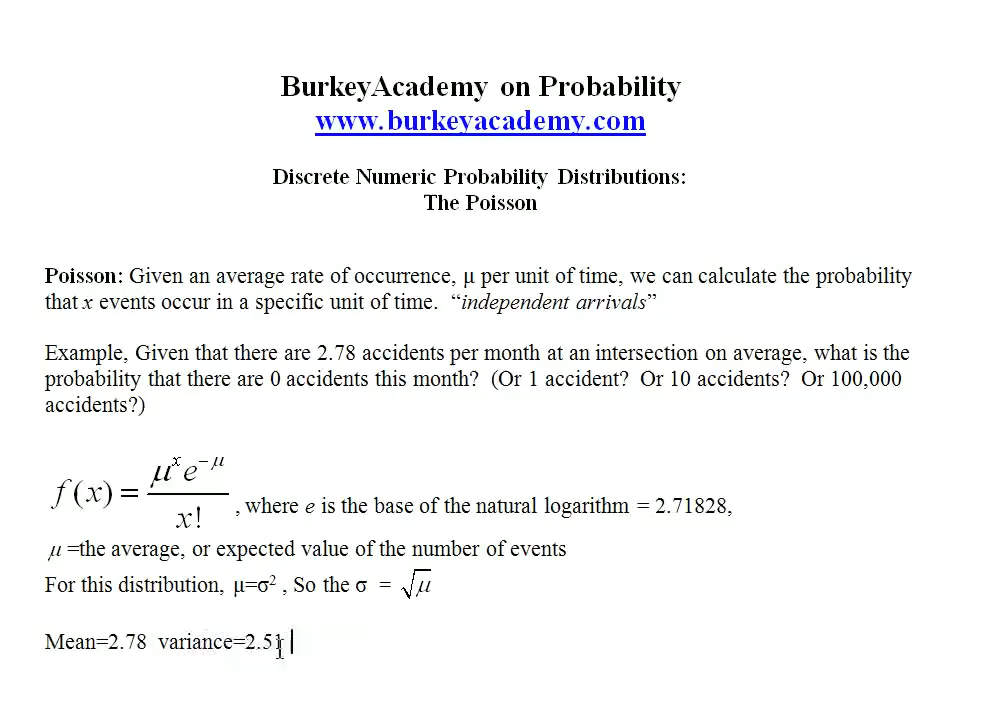 BurkeyAcademy on Probability
www.burkeyacademy.com
Discrete Numeric Probability Distributions:
The Poisson
Poisson: Given an average rate of occurrence, μ per unit of time, we can calculate the probability
that x events occur in a specific unit of time. “independent arrivals”
Example, Given that there are 2.78 accidents per month at an intersection on average, what is the
probability that there are 0 accidents this month? (Or 1 accident? Or 10 accidents? Or 100,000
accidents?)
f(x) = μ^x e^{-μ} / x! , where e is the base of the natural logarithm = 2.71828,
μ =the average, or expected value of the number of events
For this distribution, μ=σ² , So the σ = √μ
Mean=2.78 variance=2.51